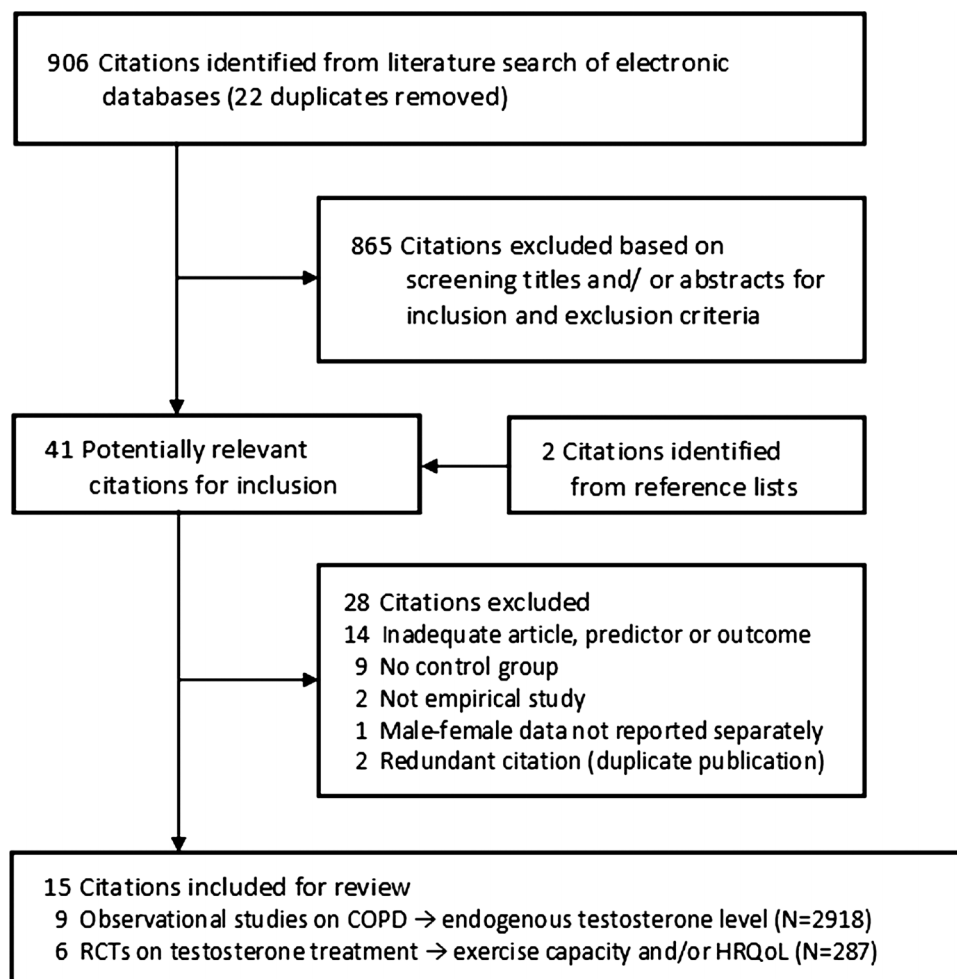 906 Citations identified from literature search of electronic
databases (22 duplicates removed)
865 Citations excluded based on
screening titles and/ or abstracts for
inclusion and exclusion criteria
41 Potentially relevant
citations for inclusion
2 Citations identified
from reference lists
28 Citations excluded
14 Inadequate article, predictor or outcome
9 No control group
2 Not empirical study
1 Male-female data not reported separately
2 Redundant citation (duplicate publication)
15 Citations included for review
9 Observational studies on COPD → endogenous testosterone level (N=2918)
6 RCTs on testosterone treatment → exercise capacity and/or HRQoL (N=287)